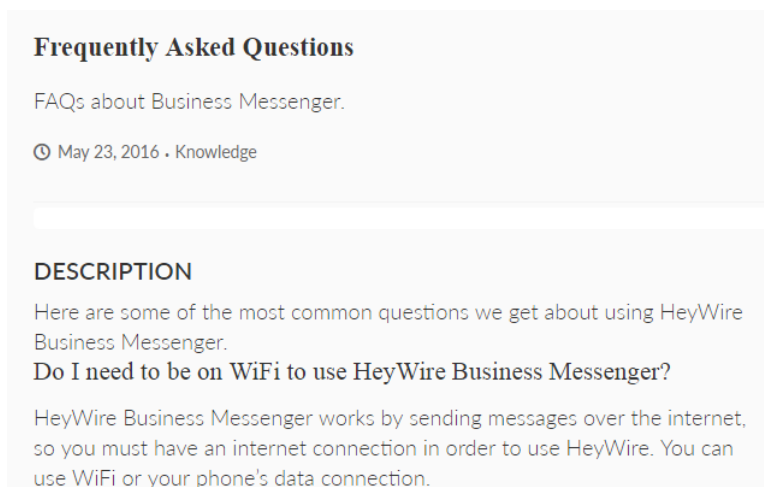 Frequently Asked Questions
FAQs about Business Messenger.
May 23, 2016 • Knowledge
DESCRIPTION
Here are some of the most common questions we get about using HeyWire
Business Messenger.
Do I need to be on WiFi to use HeyWire Business Messenger?
HeyWire Business Messenger works by sending messages over the internet,
so you must have an internet connection in order to use HeyWire. You can
use WiFi or your phone’s data connection.